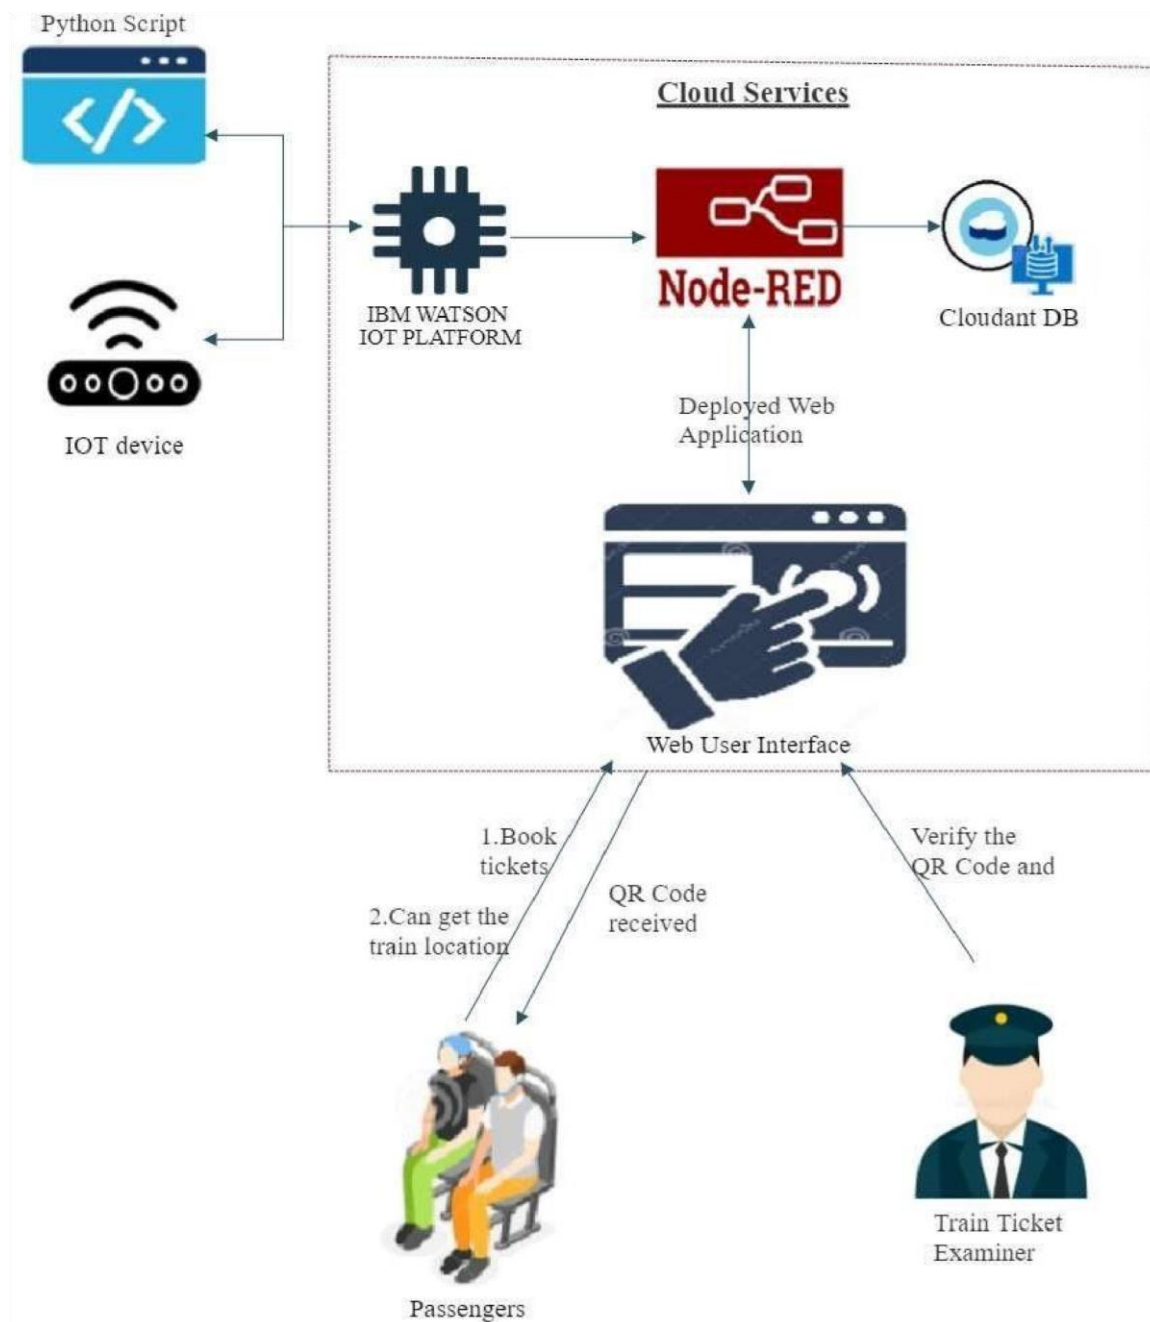 Python Script
Cloud Services
</>
IBM WATSON
IOT PLATFORM
Node-RED
Cloudant DB
IOT device
Deployed Web
Application
Web User Interface
1.Book
tickets
2.Can get the
train location
QR Code
received
Verify the
QR Code and
Train Ticket
Examiner
Passengers